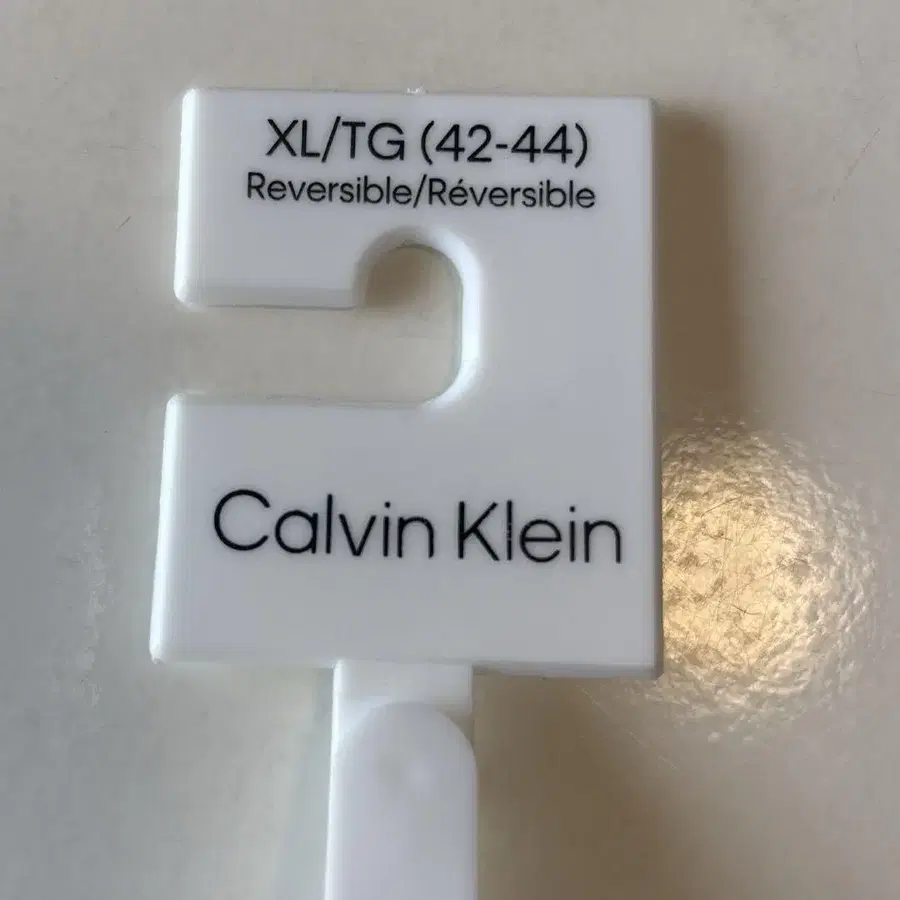 XL/TG (42-44)
Reversible/Réversible
Calvin Klein